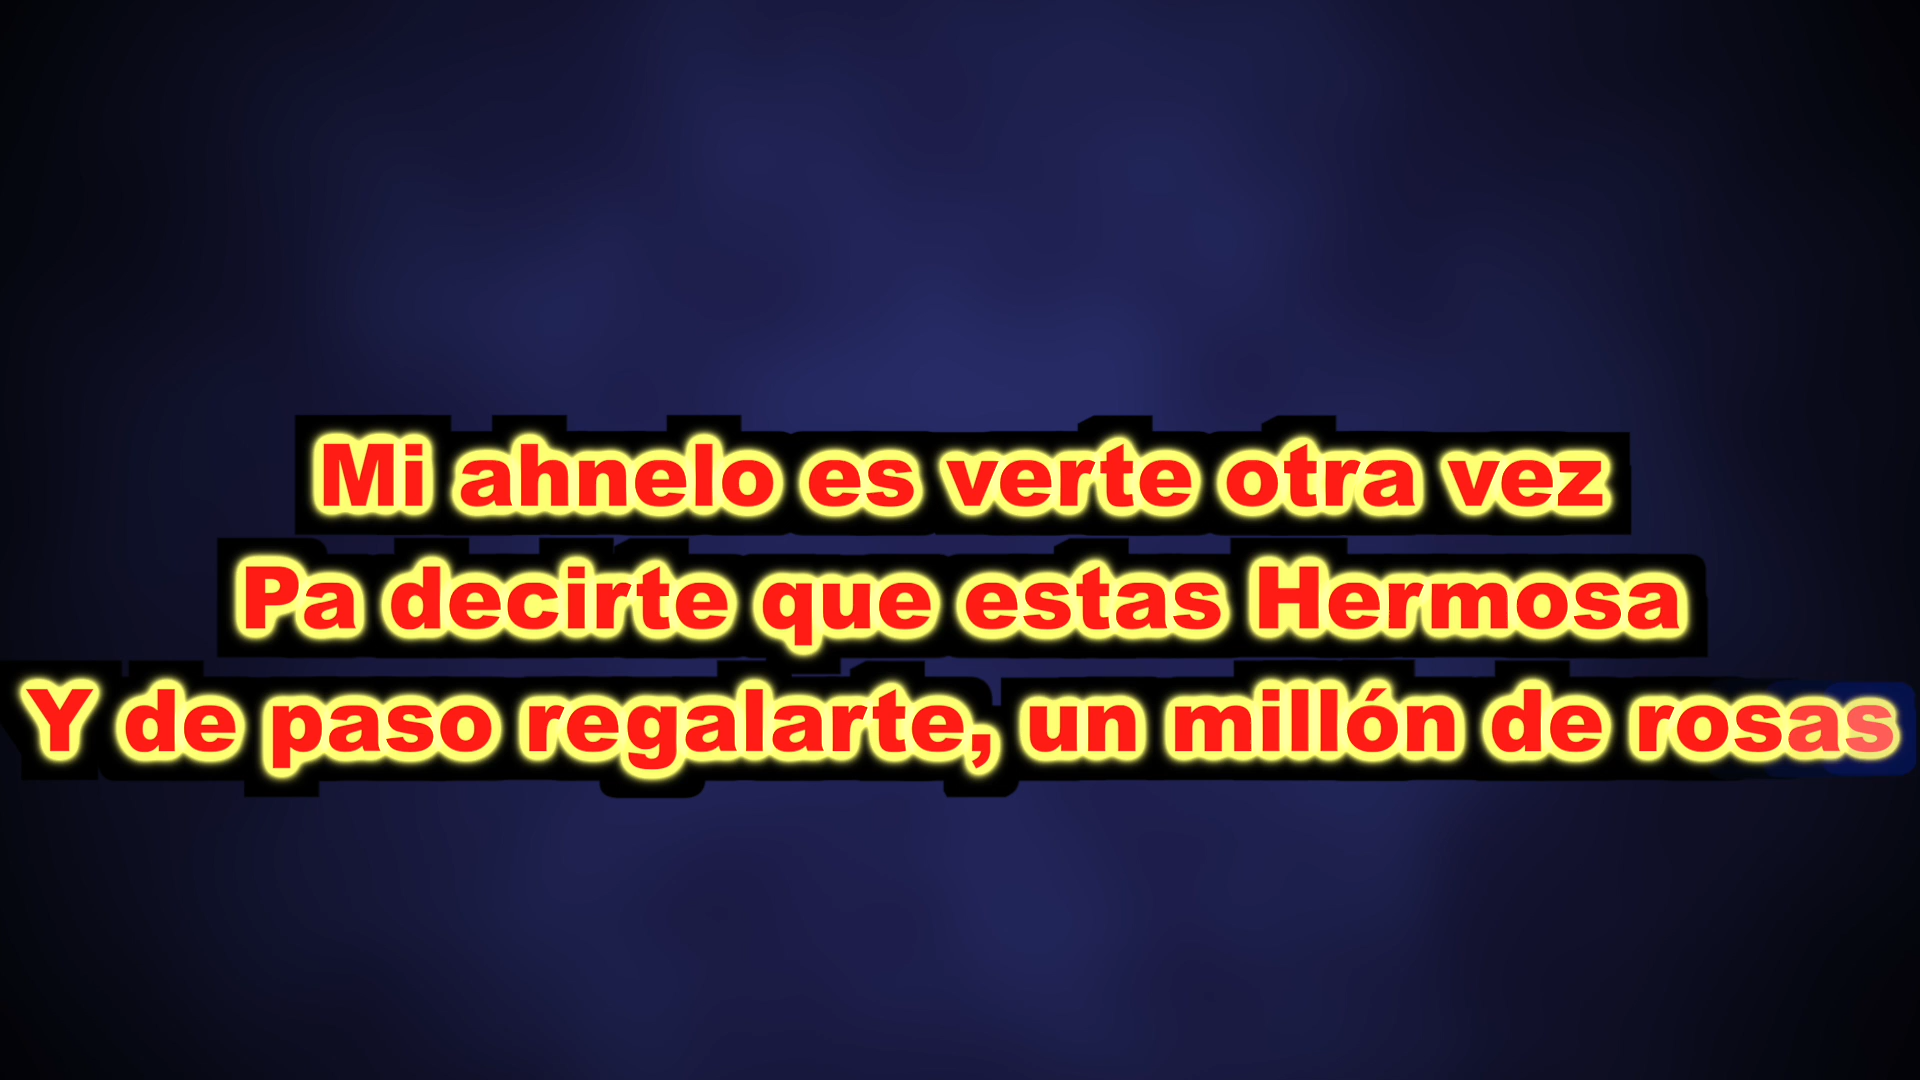 Mi ahnelo es verte otra vez
Pa decirte que estas Hermosa
Y de paso regalarte, un millón de rosas